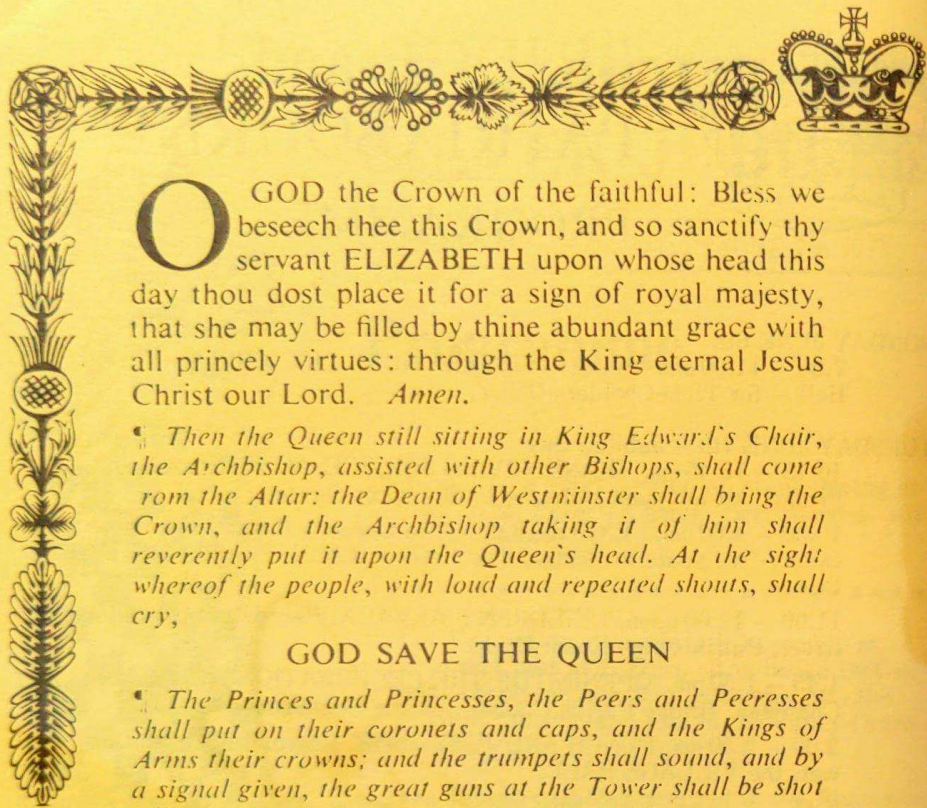 O GOD the Crown of the faithful: Bless we
beseech thee this Crown, and so sanctify thy
servant ELIZABETH upon whose head this
day thou dost place it for a sign of royal majesty,
that she may be filled by thine abundant grace with
all princely virtues: through the King eternal Jesus
Christ our Lord. Amen.
¶ Then the Queen still sitting in King Edward's Chair,
the Archbishop, assisted with other Bishops, shall come
rom the Altar: the Dean of Westminster shall bring the
Crown, and the Archbishop taking it of him shall
reverently put it upon the Queen's head. At the sight
whereof the people, with loud and repeated shouts, shall
cry,
GOD SAVE THE QUEEN
¶ The Princes and Princesses, the Peers and Peeresses
shall put on their coronets and caps, and the Kings of
Arms their crowns; and the trumpets shall sound, and by
a signal given, the great guns at the Tower shall be shot